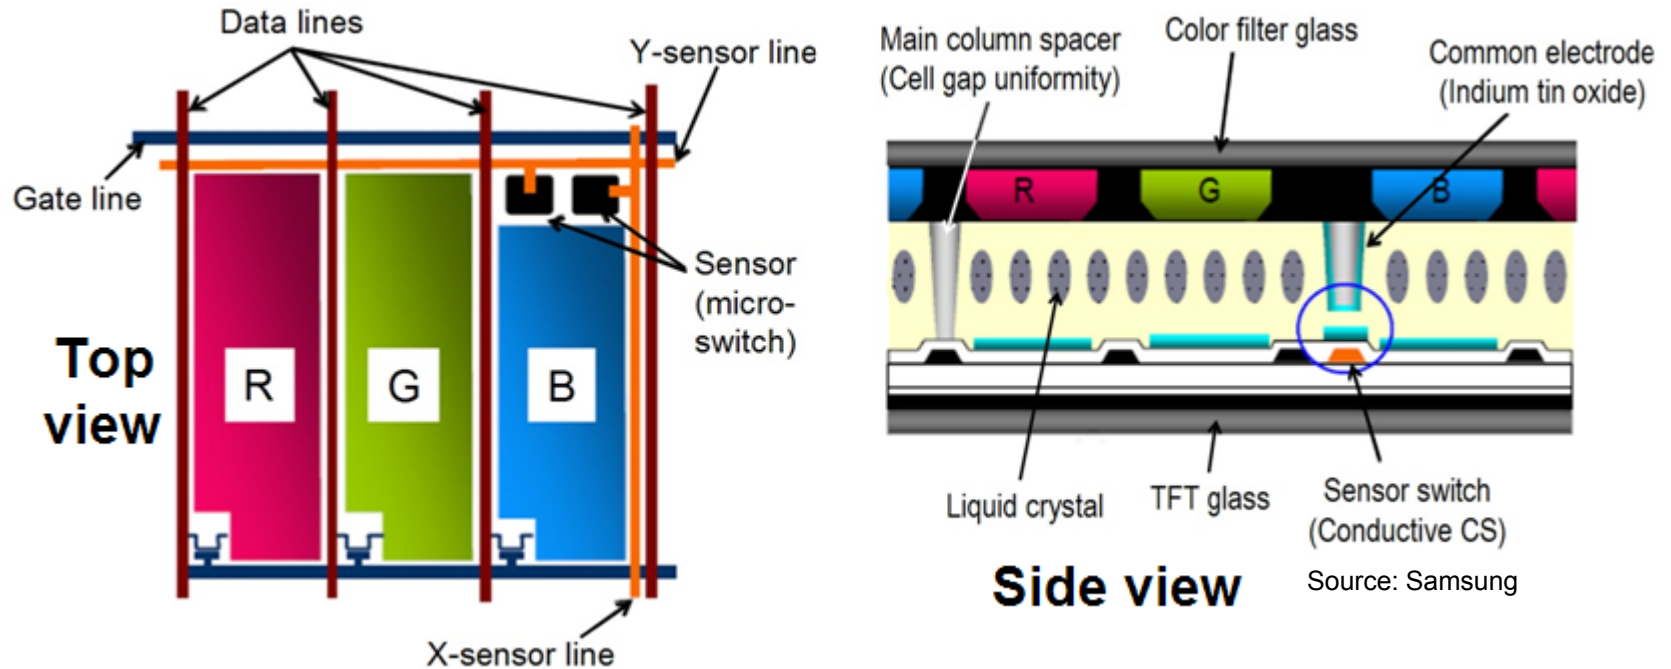 Data lines
Y-sensor line
Gate line
Sensor
(micro-
switch)
Top
view
R
G
B
X-sensor line
Main column spacer
(Cell gap uniformity)
Color filter glass
Common electrode
(Indium tin oxide)
R
G
B
Liquid crystal
TFT glass
Sensor switch
(Conductive CS)
Side view
Source: Samsung